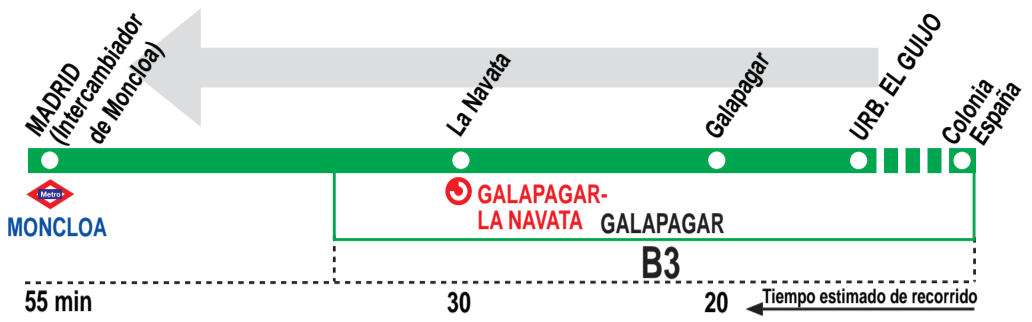 MADRID
(Intercambiador
de Moncloa)
La Navata
Galapagar
URB. EL GUIJO
Colonia
España
Metro
MONCLOA
GALAPAGAR-
LA NAVATA
GALAPAGAR
B3
55 min
30
20
Tiempo estimado de recorrido